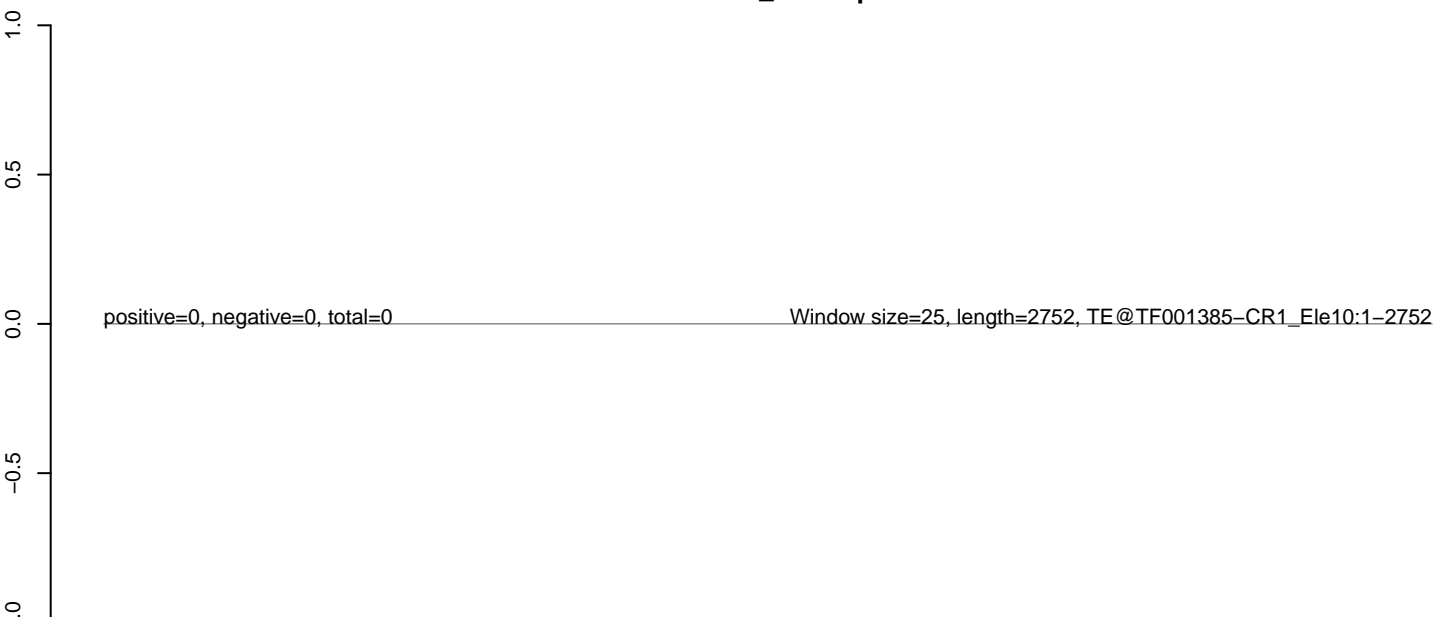 1.0
0.5
positive=0, negative=0, total=0
Window size=25, length=2752, TE@TF001385−CR1_Ele10:1−2752
0.0
−0.5